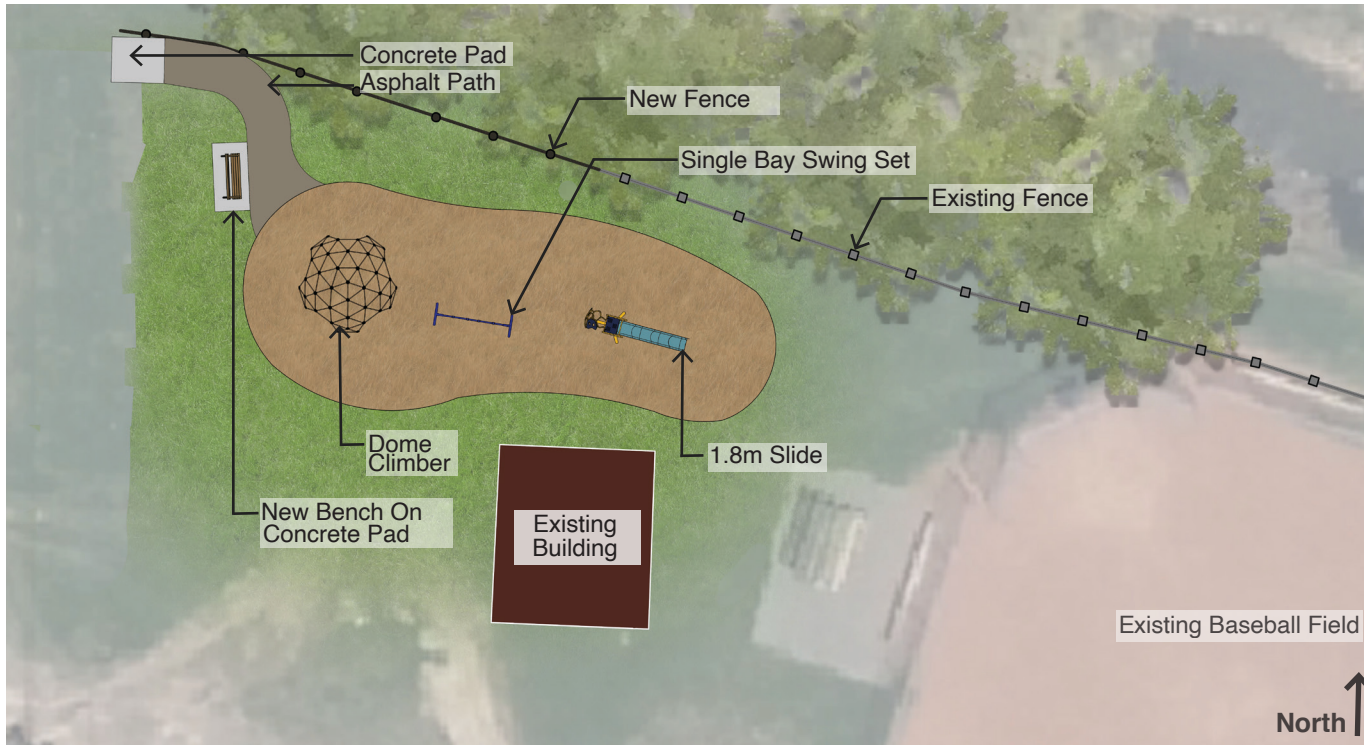 Concrete Pad
Asphalt Path
New Fence
Single Bay Swing Set
Existing Fence
Dome
Climber
1.8m Slide
New Bench On
Concrete Pad
Existing
Building
Existing Baseball Field
North